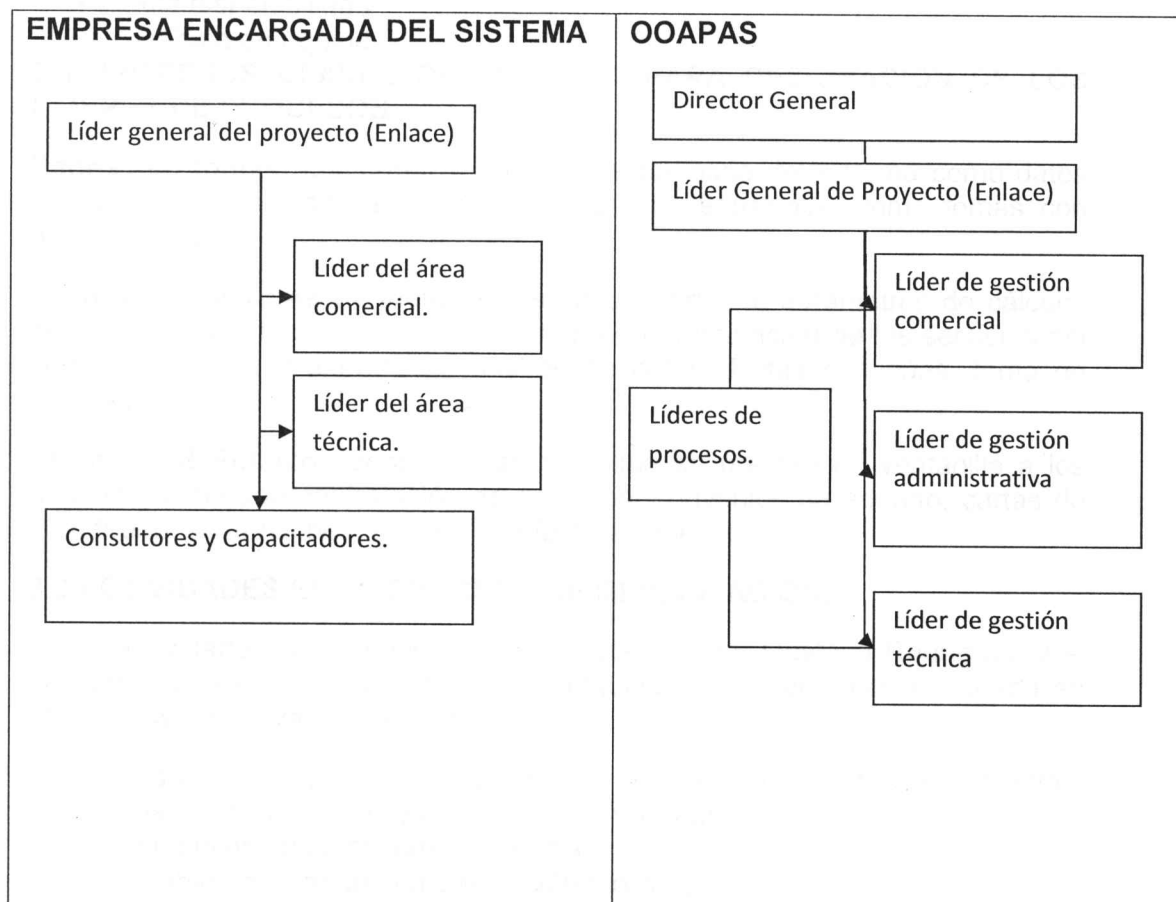 EMPRESA ENCARGADA DEL SISTEMA
Líder general del proyecto (Enlace)
Líder del área
comercial.
Líder del área
técnica.
Consultores y Capacitadores.
OOAPAS
Director General
Líder General de Proyecto (Enlace)
Líder de gestión
comercial
Líderes de
procesos.
Líder de gestión
administrativa
Líder de gestión
técnica